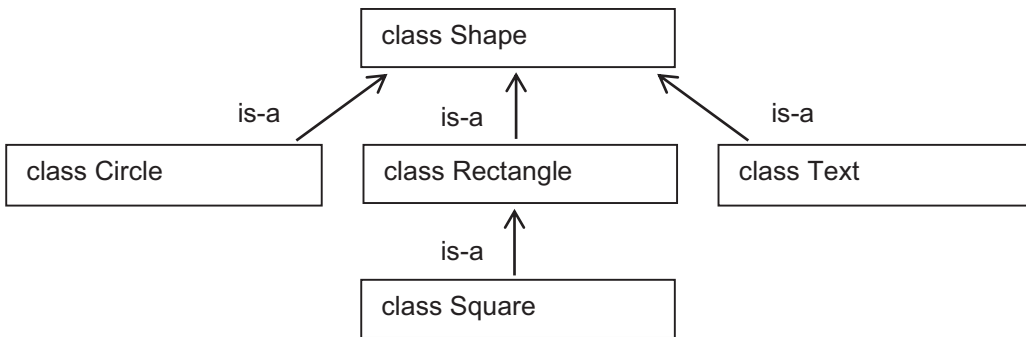 class Shape
is-a
is-a
is-a
class Circle
class Rectangle
class Text
is-a
class Square